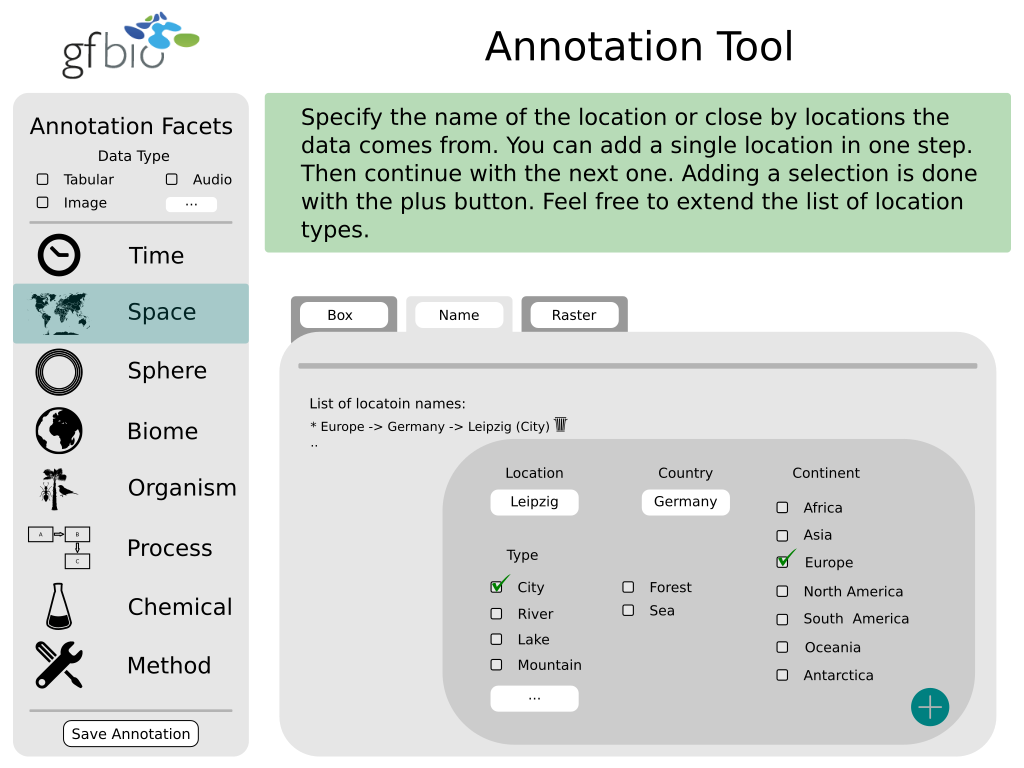 gfbio
Annotation Tool
Annotation Facets
Data Type
Tabular
Audio
Image
...
Time
Space
Sphere
Biome
Organism
A
B
C
Process
Chemical
Method
Save Annotation
Specify the name of the location or close by locations the
data comes from. You can add a single location in one step.
Then continue with the next one. Adding a selection is done
with the plus button. Feel free to extend the list of location
types.
Box
Name
Raster
List of locatoin names:
* Europe -> Germany -> Leipzig (City)
..
Location
Leipzig
Country
Germany
Continent
Africa
Asia
Europe
North America
South  America
Oceania
Antarctica
Type
City
River
Lake
Mountain
...
Forest
Sea